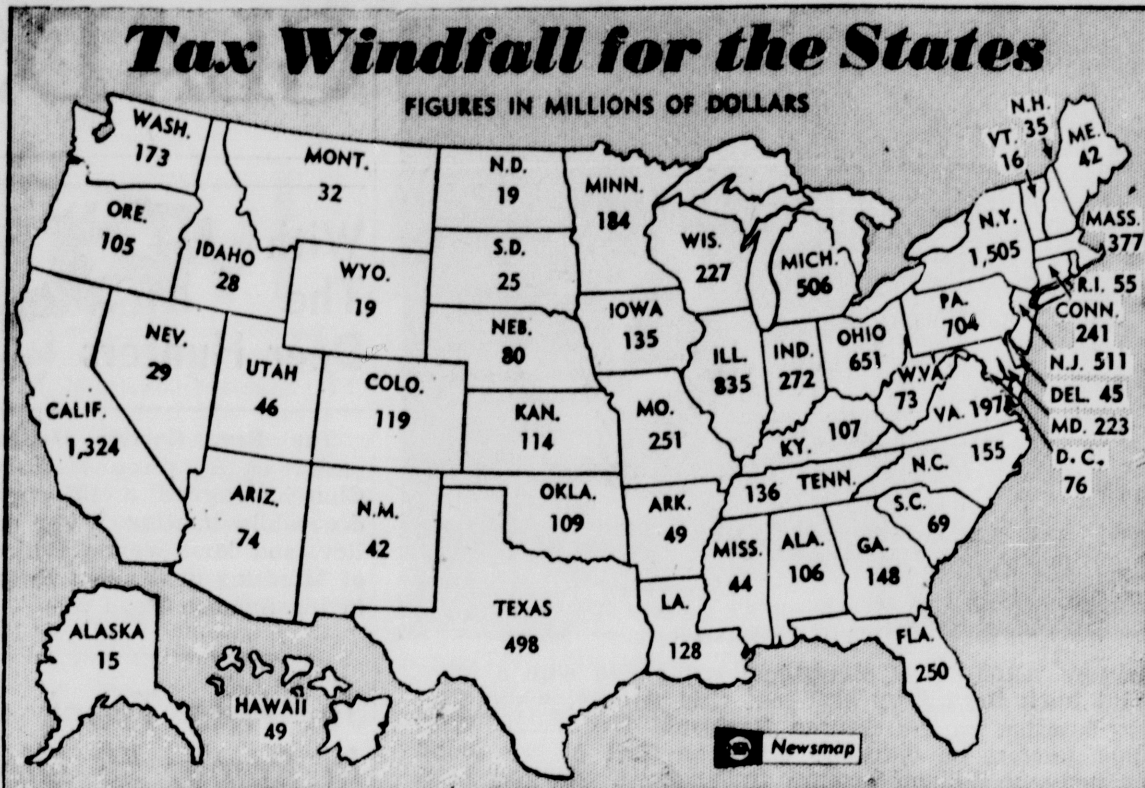 Tax Windfall for the States
FIGURES IN MILLIONS OF DOLLARS
WASH.
173
ORE.
105
IDAHO
28
MONT.
32
WYO.
19
N.D.
19
S.D.
25
NEB.
80
MINN.
184
IOWA
135
WIS.
227
MICH.
506
N.H.
35
VT.
16
ME.
42
N.Y.
1,505
MASS.
377
R.I. 55
CONN.
241
PA.
704
N.J. 511
DEL. 45
MD. 223
D.C.
76
NEV.
29
UTAH
46
COLO.
119
CALIF.
1,324
KAN.
114
MO.
251
ILL.
835
IND.
272
OHIO
651
W.VA.
73
VA. 197
KY. 107
136 TENN.
N.C. 155
S.C.
69
ARIZ.
74
N.M.
42
OKLA.
109
ARK.
49
MISS.
44
ALA.
106
GA.
148
TEXAS
498
LA.
128
FLA.
250
ALASKA
15
HAWAII
49
Newsmap